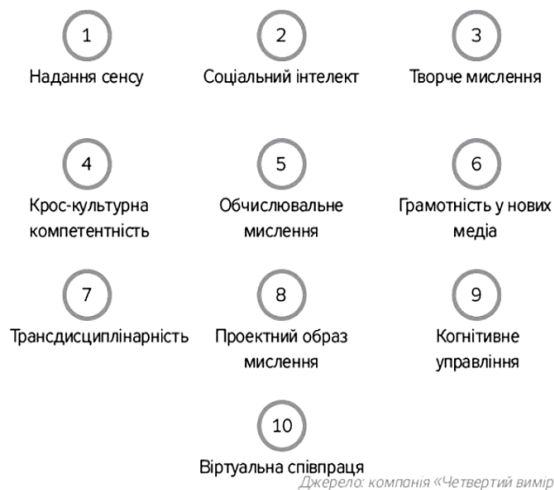 1
2
3
Надання сенсу
Соціальний інтелект
Творче мислення
4
5
6
Крос-культурна
компетентність
Обчислювальне
мислення
Грамотність у нових
медіа
7
8
9
Трансдисциплінарність
Проектний образ
мислення
Когнітивне
управління
10
Віртуальна співпраця
Джерело: компанія «Четвертий вимір